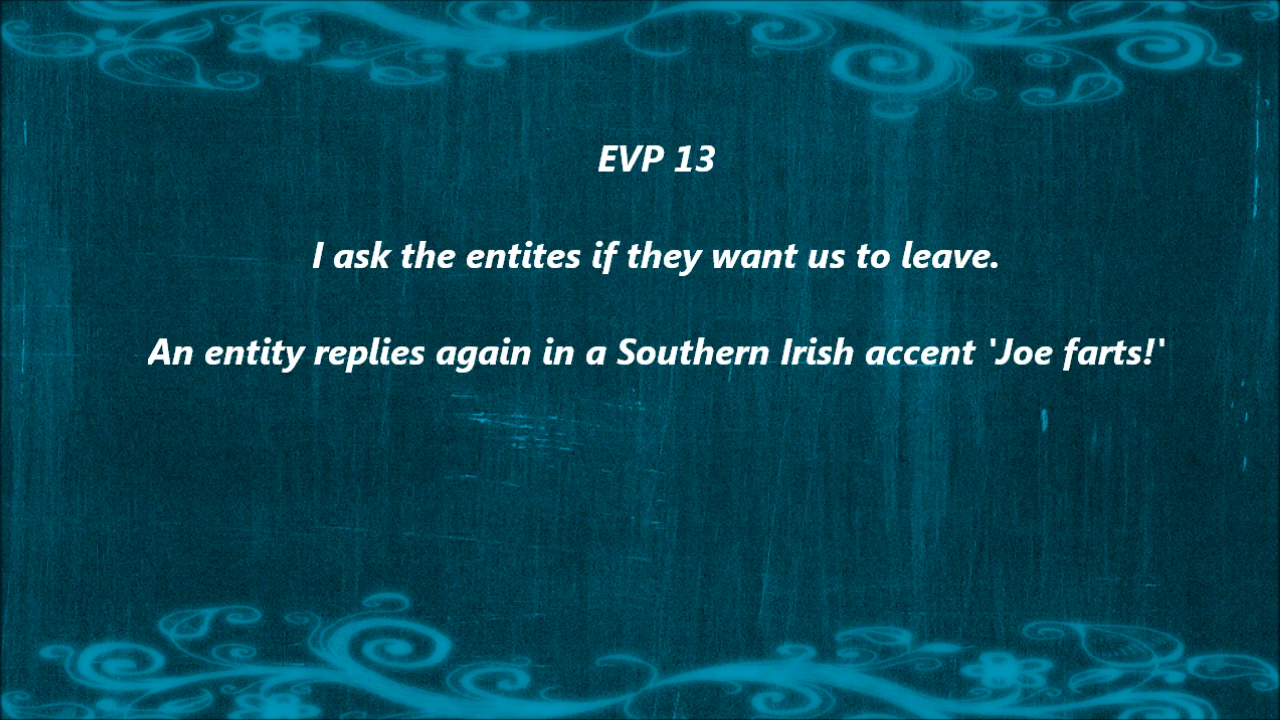 EVP 13
I ask the entites if they want us to leave.
An entity replies again in a Southern Irish accent 'Joe farts!'